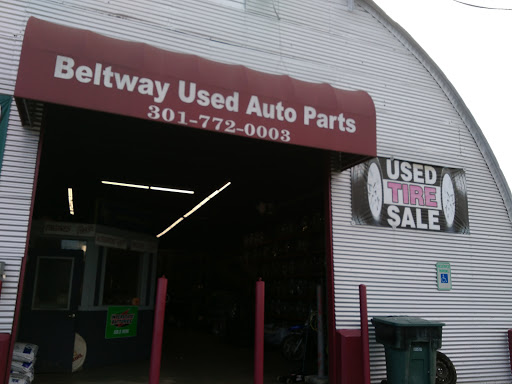 Beltway Used Auto Parts
301-772-0003
USED
TIRE
SALE